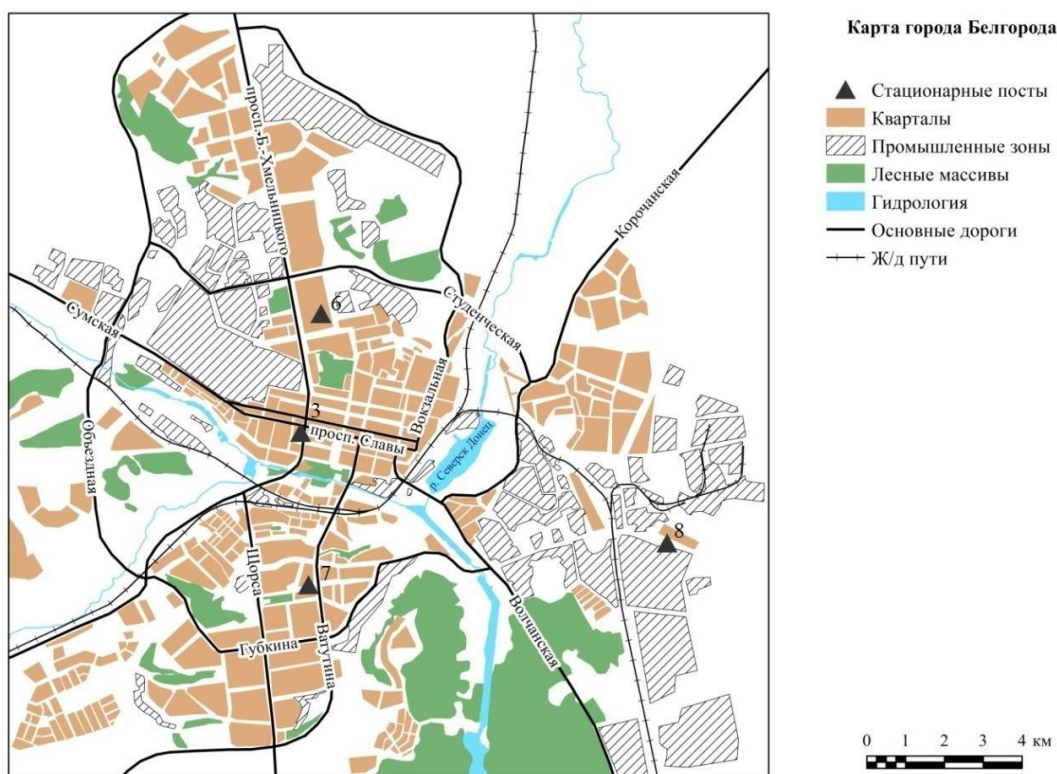 Карта города Белгорода
Стационарные посты
Кварталы
Промышленные зоны
Лесные массивы
Гидрология
Основные дороги
Ж/д пути
просп.-Б.-Хмельницкого
Корочанская
Сумская
6
Студенческая
Вокзальная
3
просп. Славы
Объездная
р. Северск Донец
8
Щорса
7
Волчанская
Губкина
Ватутина
0 1 2 3 4 км